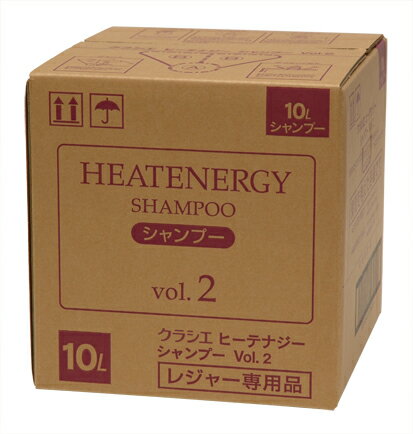 vol.2
10L
シャンプー
HEATENERGY
SHAMPOO
シャンプー
vol. 2
10L
クラシエ ヒーテナジー
シャンプー Vol. 2
レジャー専用品